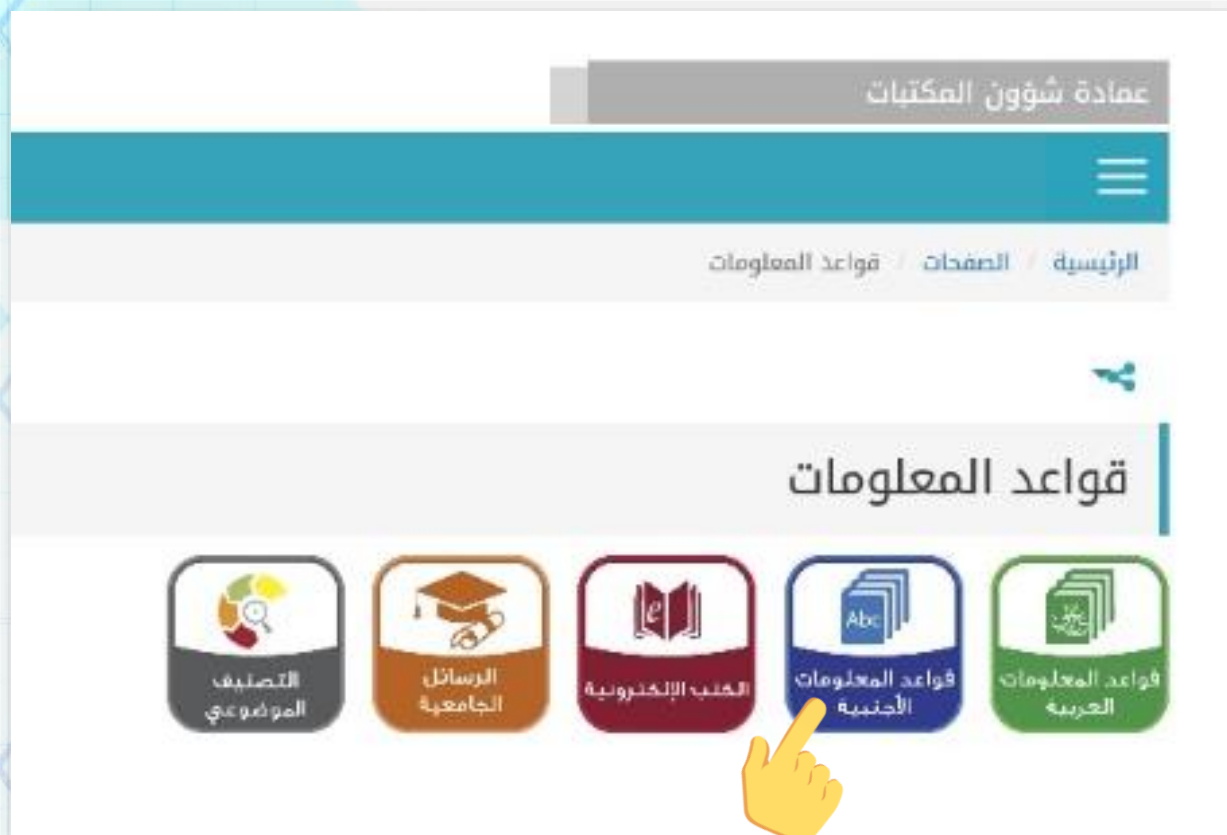 عمادة شؤون المكتبات
الرئيسية / الصفحات / قواعد المعلومات
قواعد المعلومات
قواعد المعلومات
العربية
Abc
قواعد المعلومات
الأجنبية
e
الكتب الإلكترونية
الرسائل
الجامعية
التصنيف
الموضوعي